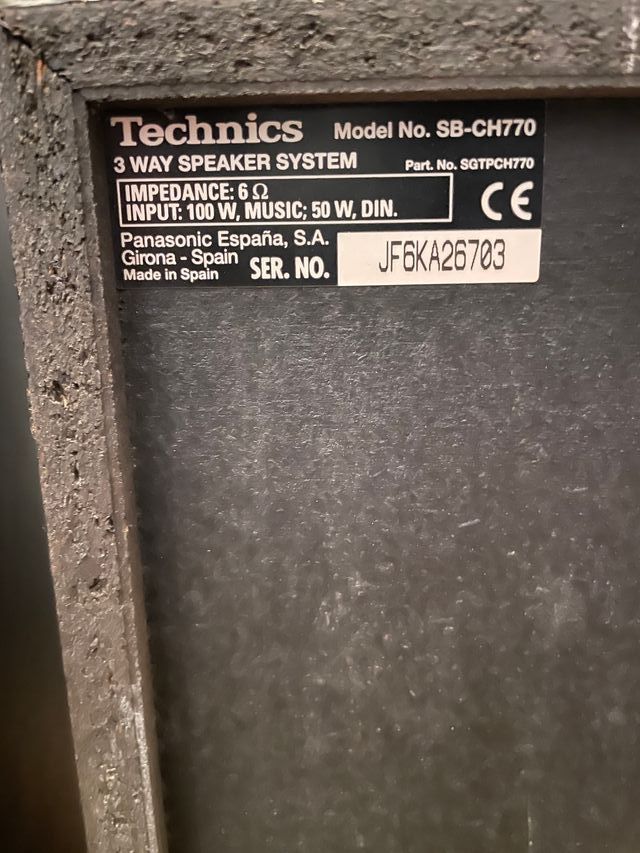 Technics Model No. SB-CH770
3 WAY SPEAKER SYSTEM Part. No. SGTPCH770
IMPEDANCE: 6 Ω
INPUT: 100 W, MUSIC; 50 W, DIN.
CE
Panasonic España, S.A.
Girona - Spain
Made in Spain SER. NO. JF6KA26703